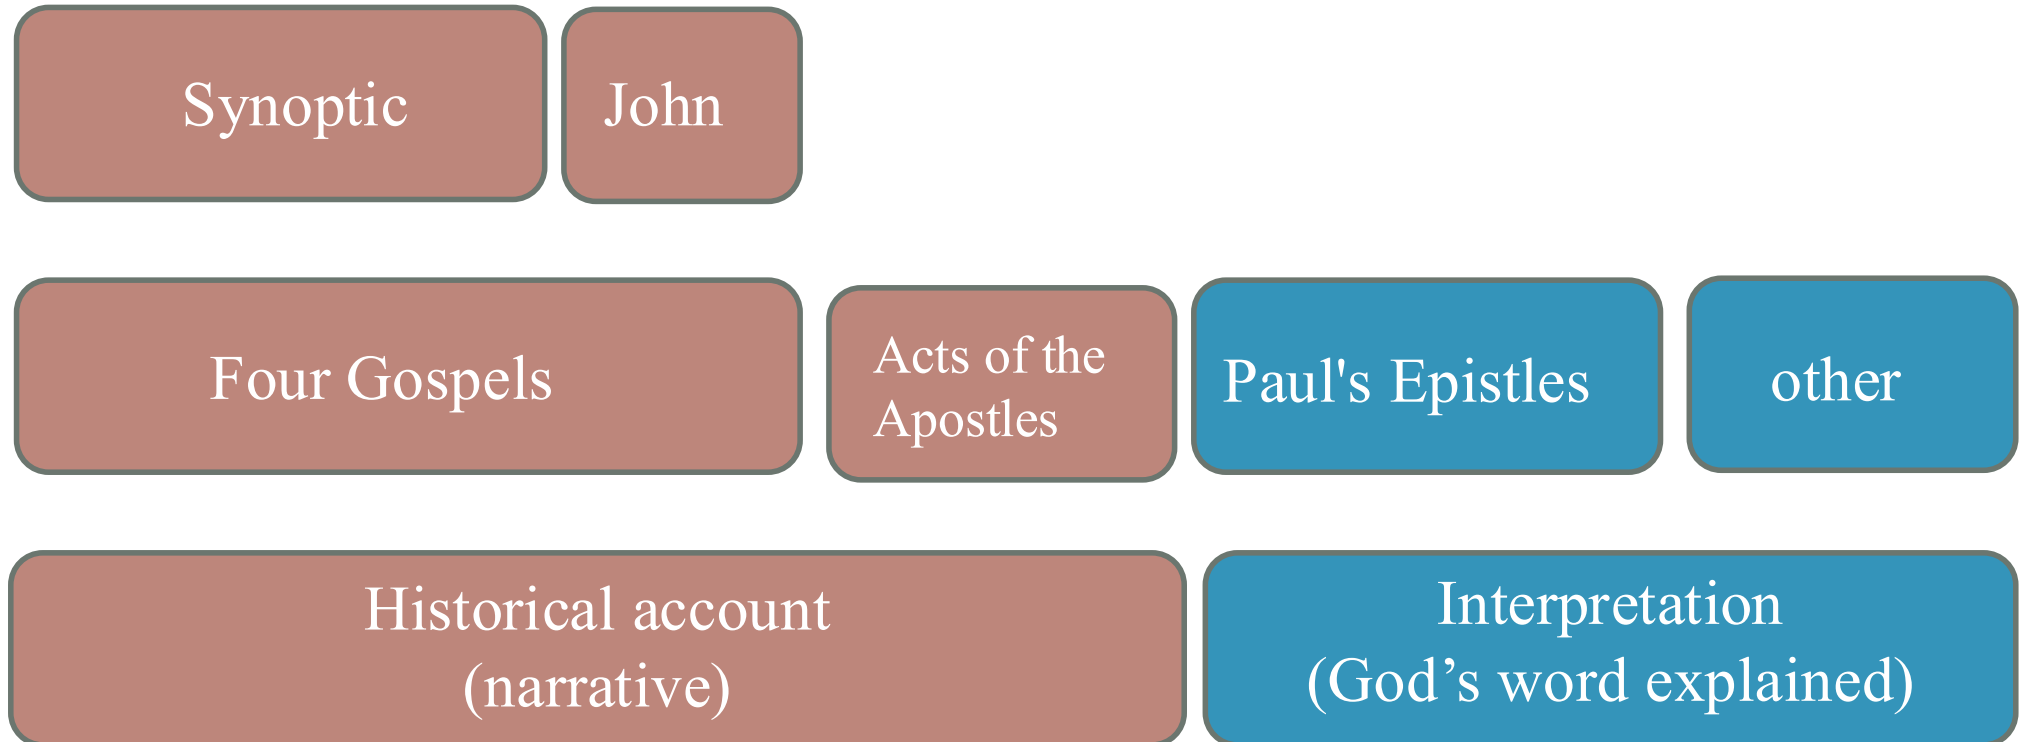 Synoptic
John
Four Gospels
Acts of the
Apostles
Paul's Epistles
other
Historical account
(narrative)
Interpretation
(God’s word explained)